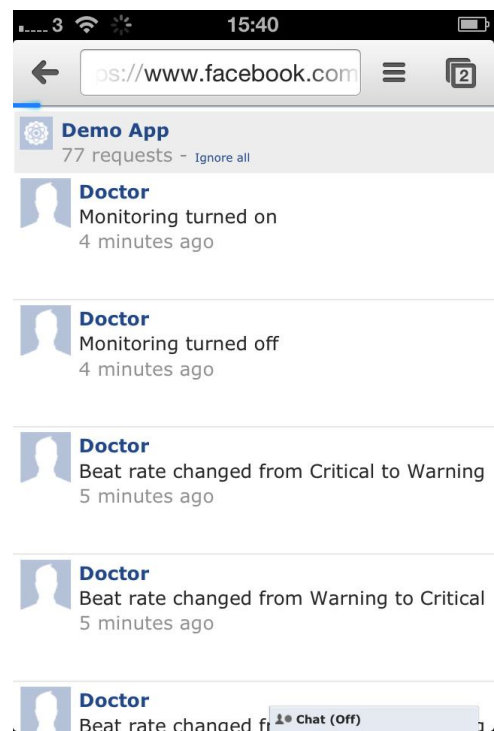 3 15:40
ps://www.facebook.com 2
Demo App
77 requests - Ignore all
Doctor
Monitoring turned on
4 minutes ago
Doctor
Monitoring turned off
4 minutes ago
Doctor
Beat rate changed from Critical to Warning
5 minutes ago
Doctor
Beat rate changed from Warning to Critical
5 minutes ago
Doctor
Beat rate changed
Chat (Off)